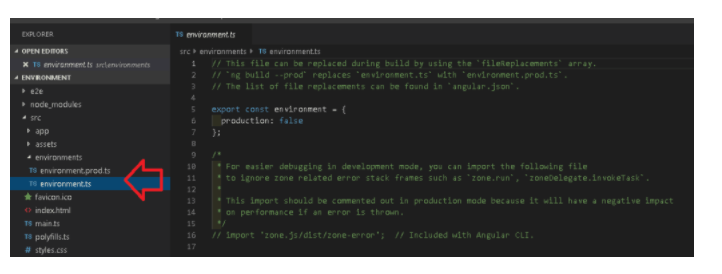 EXPLORER
OPEN EDITORS
TS environment.ts src\environments
ENVIRONMENT
e2e
node_modules
src
app
assets
environments
TS environment.prod.ts
TS environment.ts
favicon.ico
index.html
TS main.ts
TS polyfills.ts
# styles.css
TS environment.ts
src environments TS environment.ts
1 // This file can be replaced during build by using the `fileReplacements` array.
2 // `ng build --prod` replaces `environment.ts` with `environment.prod.ts`.
3 // The list of file replacements can be found in `angular.json`.
4
5 export const environment = {
6 production: false
7 };
8
9 /*
10 * For easier debugging in development mode, you can import the following file
11 * to ignore zone related error stack frames such as `zone.run`, `zoneDelegate.invokeTask`.
12 *
13 * This import should be commented out in production mode because it will have a negative impact
14 * on performance if an error is thrown.
15 */
16 // import 'zone.js/dist/zone-error'; // Included with Angular CLI.
17